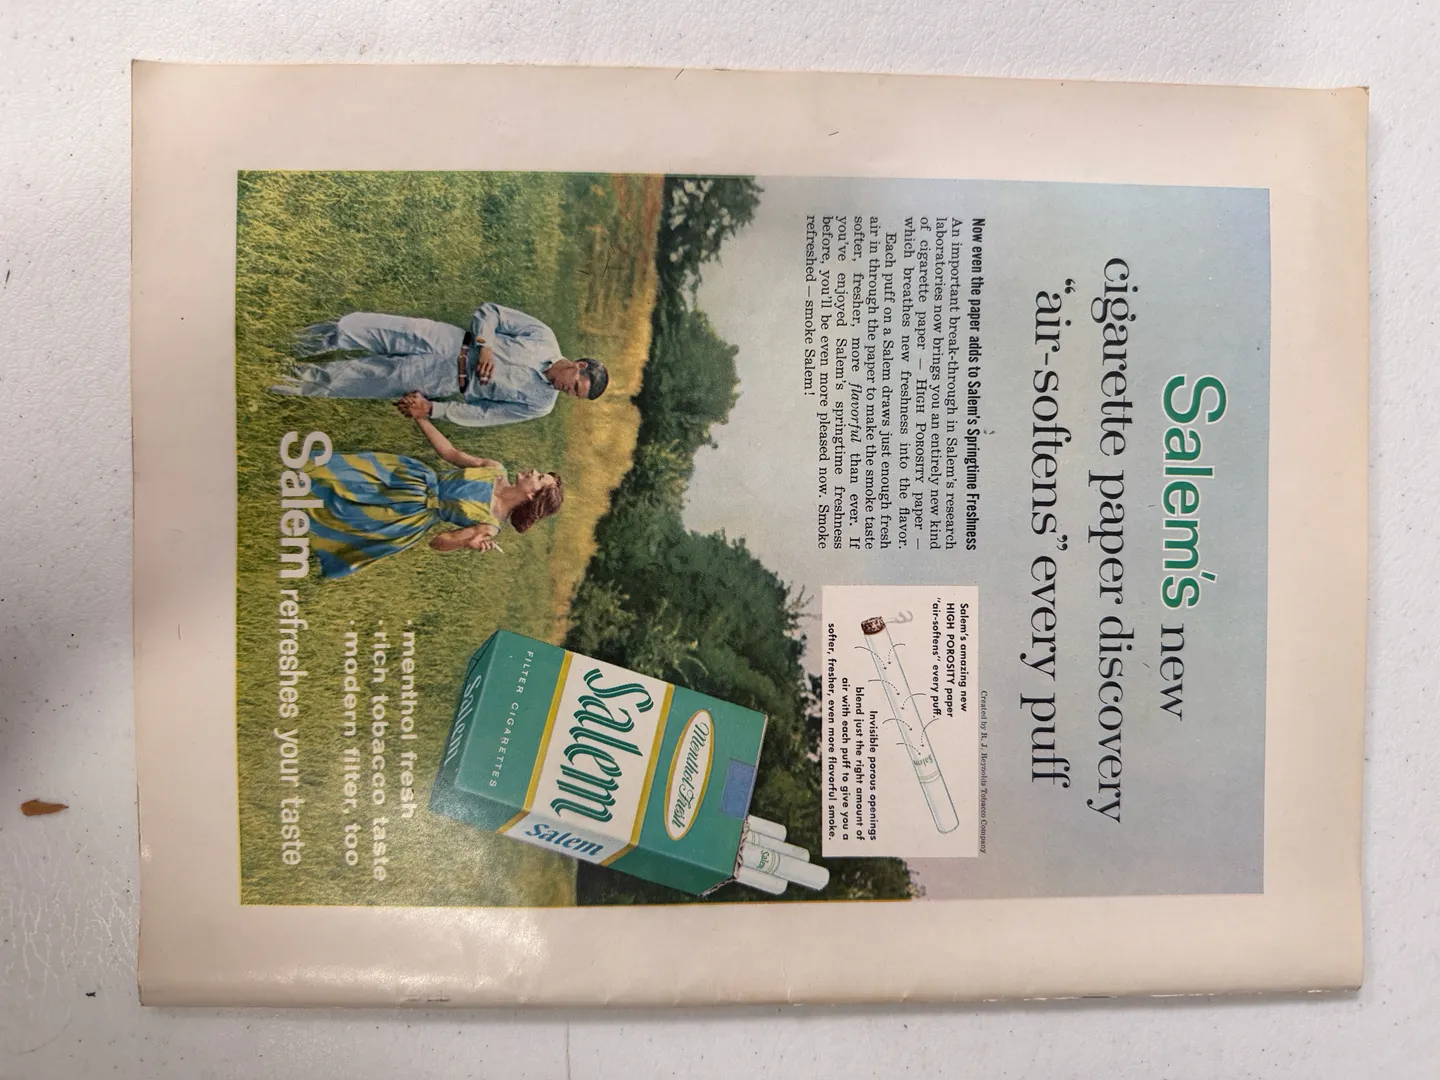 Salem's new
cigarette paper discovery
“air-softens” every puff
Now even the paper adds to Salem's Springtime Freshness
An important break-through in Salem's research
laboratories now brings you an entirely new kind
of cigarette paper — HIGH POROSITY paper —
which breathes new freshness into the flavor.
Each puff on a Salem draws just enough fresh
air in through the paper to make the smoke taste
softer, fresher, more flavorful than ever. If
you've enjoyed Salem's springtime freshness
before, you'll be even more pleased now. Smoke
refreshed—smoke Salem!
Created by R. J. Reynolds Tobacco Company
Salem's amazing new
HIGH POROSITY paper
“air-softens” every puff.
Salem
Invisible porous openings
blend just the right amount of
air with each puff to give you a
softer, fresher, even more flavorful smoke.
Salem
Menthol Fresh
Salem
FILTER CIGARETTES
Salem
Salem
• menthol fresh
• rich tobacco taste
• modern filter, too
Salem refreshes your taste